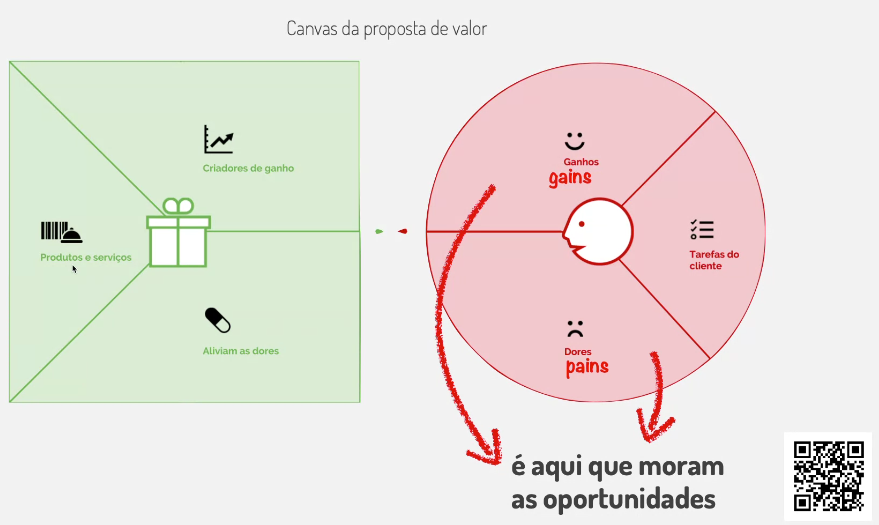 Canvas da proposta de valor
Criadores de ganho
Produtos e serviços
Aliviam as dores
Ganhos
gains
Tarefas do
cliente
Dores
pains
é aqui que moram
as oportunidades